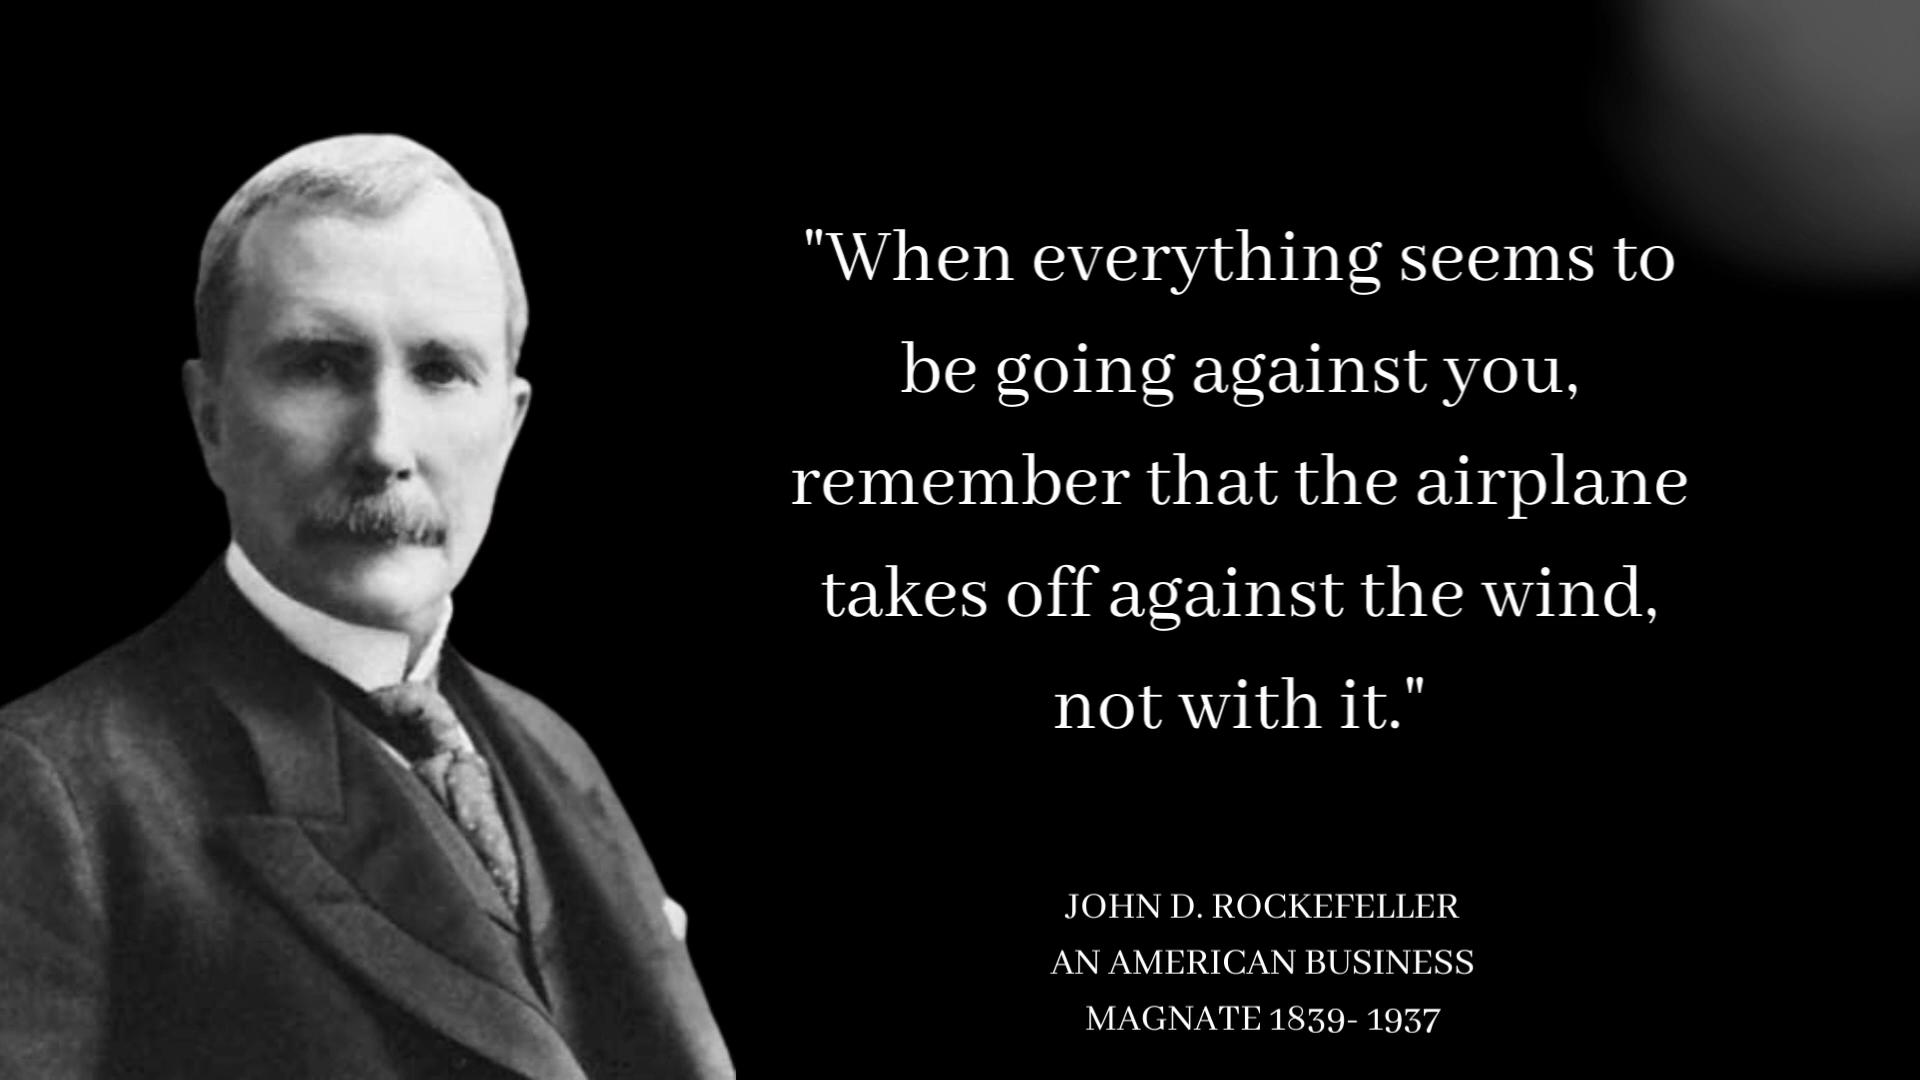 "When everything seems to
be going against you,
remember that the airplane
takes off against the wind,
not with it."
JOHN D. ROCKEFELLER
AN AMERICAN BUSINESS
MAGNATE 1839- 1937